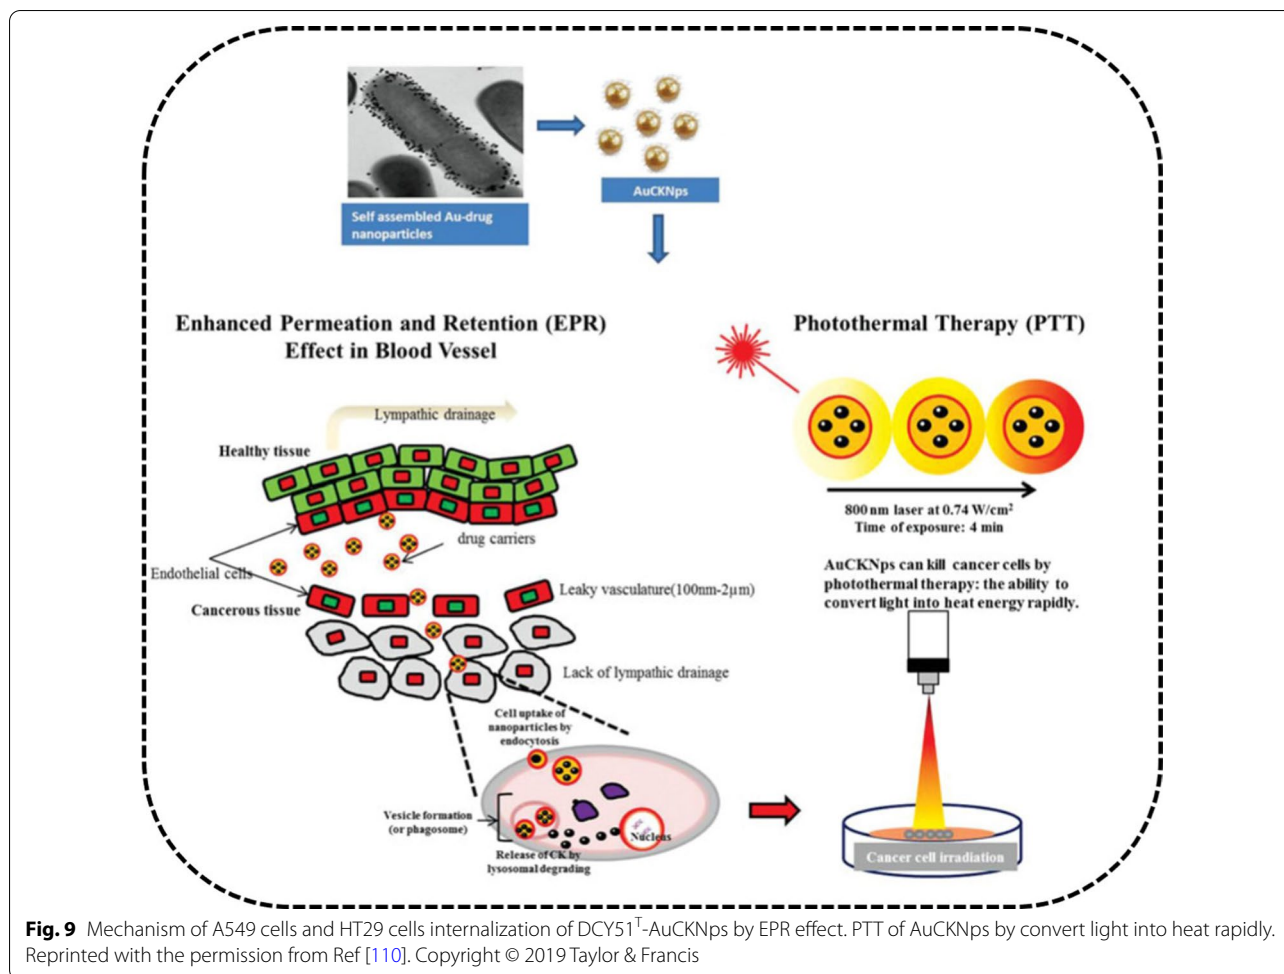 Self assembled Au-drug
nanoparticles
AuCKNps
Enhanced Permeation and Retention (EPR)
Effect in Blood Vessel
Lympathic drainage
Healthy tissue
drug carriers
Endothelial cells
Cancerous tissue
Leaky vasculature(100nm-2µm)
Lack of lympathic drainage
Cell uptake of
nanoparticles by
endocytosis
Vesicle formation
(or phagosome)
Nucleus
Release of CK by
lysosomal degrading
Photothermal Therapy (PTT)
800 nm laser at 0.74 W/cm²
Time of exposure: 4 min
AuCKNps can kill cancer cells by
photothermal therapy: the ability to
convert light into heat energy rapidly.
Cancer cell irradiation
Fig. 9 Mechanism of A549 cells and HT29 cells internalization of DCY51ᵀ-AuCKNps by EPR effect. PTT of AuCKNps by convert light into heat rapidly.
Reprinted with the permission from Ref [110]. Copyright © 2019 Taylor & Francis